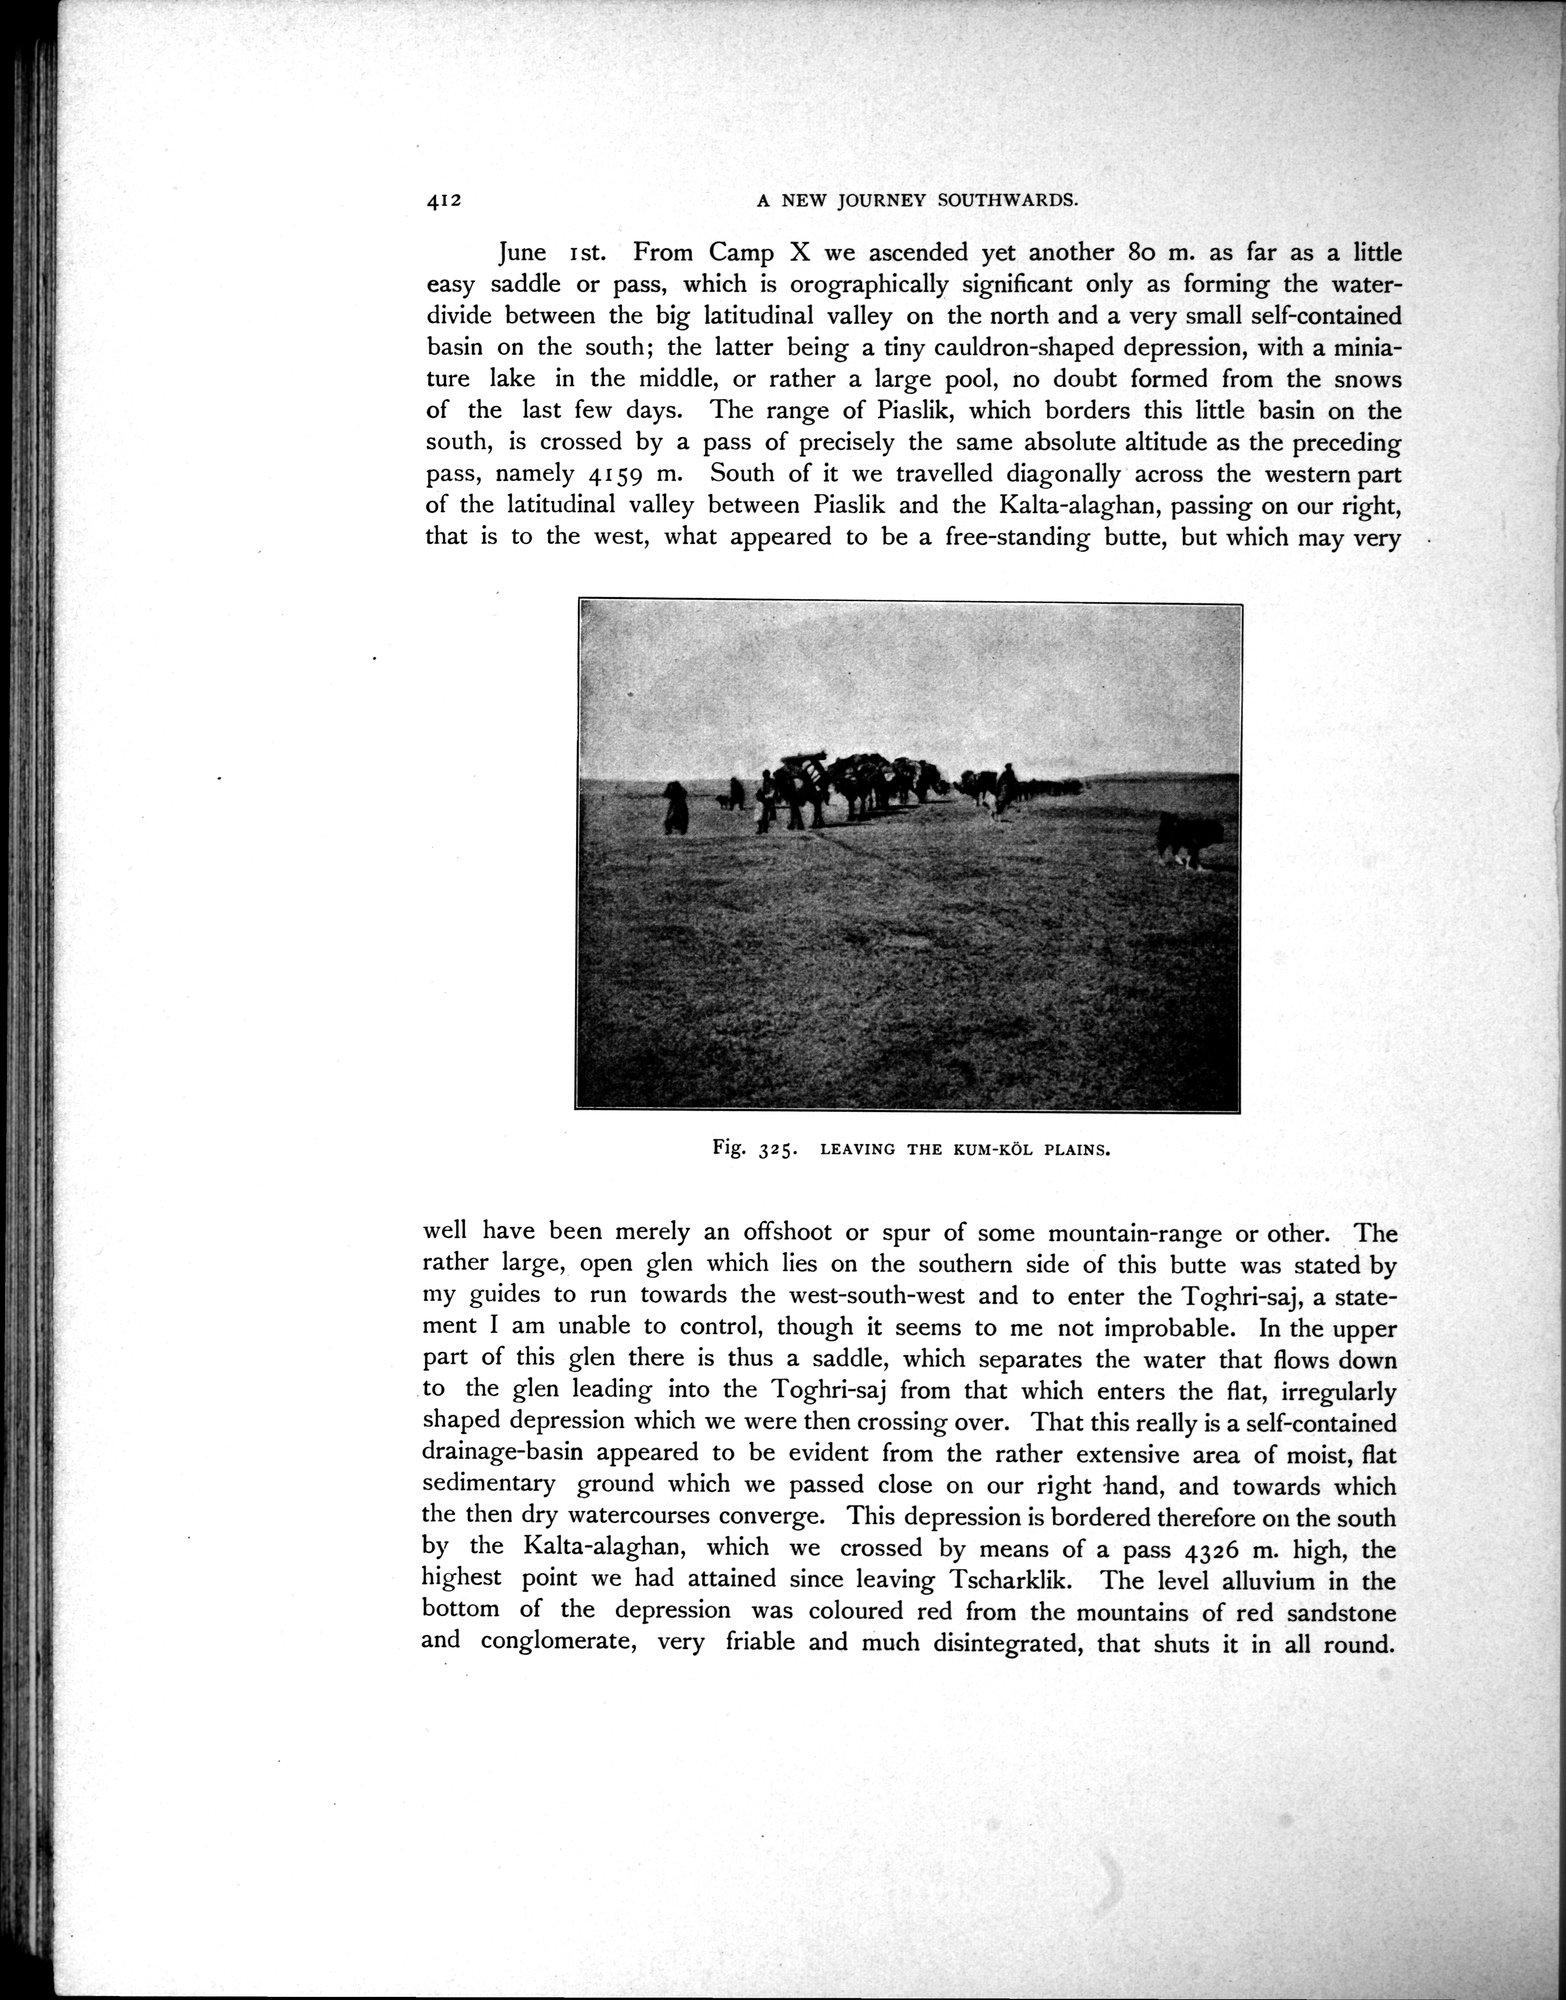 412 A NEW JOURNEY SOUTHWARDS.
June 1st. From Camp X we ascended yet another 80 m. as far as a little
easy saddle or pass, which is orographically significant only as forming the water-
divide between the big latitudinal valley on the north and a very small self-contained
basin on the south; the latter being a tiny cauldron-shaped depression, with a minia-
ture lake in the middle, or rather a large pool, no doubt formed from the snows
of the last few days. The range of Piaslik, which borders this little basin on the
south, is crossed by a pass of precisely the same absolute altitude as the preceding
pass, namely 4159 m. South of it we travelled diagonally across the western part
of the latitudinal valley between Piaslik and the Kalta-alaghan, passing on our right,
that is to the west, what appeared to be a free-standing butte, but which may very
Fig. 325. LEAVING THE KUM-KÖL PLAINS.
well have been merely an offshoot or spur of some mountain-range or other. The
rather large, open glen which lies on the southern side of this butte was stated by
my guides to run towards the west-south-west and to enter the Toghri-saj, a state-
ment I am unable to control, though it seems to me not improbable. In the upper
part of this glen there is thus a saddle, which separates the water that flows down
to the glen leading into the Toghri-saj from that which enters the flat, irregularly
shaped depression which we were then crossing over. That this really is a self-contained
drainage-basin appeared to be evident from the rather extensive area of moist, flat
sedimentary ground which we passed close on our right hand, and towards which
the then dry watercourses converge. This depression is bordered therefore on the south
by the Kalta-alaghan, which we crossed by means of a pass 4326 m. high, the
highest point we had attained since leaving Tscharklik. The level alluvium in the
bottom of the depression was coloured red from the mountains of red sandstone
and conglomerate, very friable and much disintegrated, that shuts it in all round.